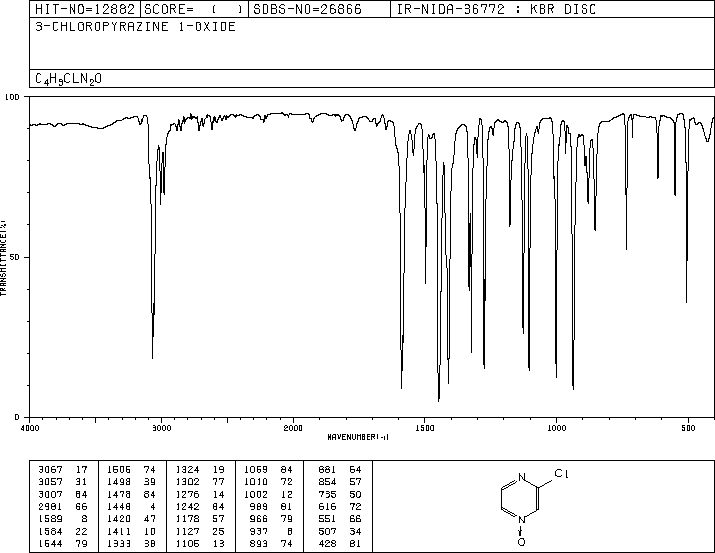 HIT-NO=12882 SCORE= ( ) SDBS-NO=26866 IR-NIDA-36772 : KBR DISC
3-CHLOROPYRAZINE 1-OXIDE
C4H3CLN2O
100
50
0
TRANSMITTANCE(%)
4000 3000 2000 1500 1000 500
WAVENUMBER(-1)
3067 17 1506 74 1324 19 1069 84 881 64
3057 31 1498 39 1302 77 1010 72 854 57
3007 64 1478 84 1276 14 1002 12 735 50
2981 66 1448 4 1242 84 989 81 616 72
1589 8 1420 47 1178 57 966 79 551 66
1584 22 1411 10 1127 25 937 8 507 34
1544 79 1333 38 1105 13 893 74 428 81
Cl
N
N
O